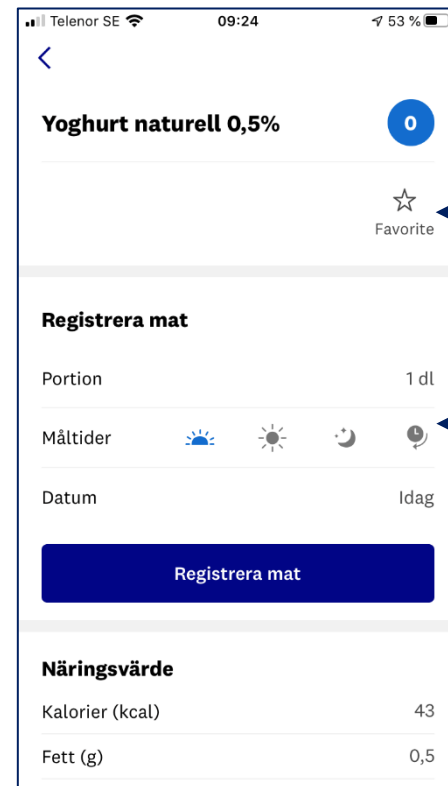 Telenor SE 09:24 53 %
Yoghurt naturell 0,5% 0
Favorite
Registrera mat
Portion 1 dl
Måltider
Datum Idag
Registrera mat
Näringsvärde
Kalorier (kcal) 43
Fett (g) 0,5